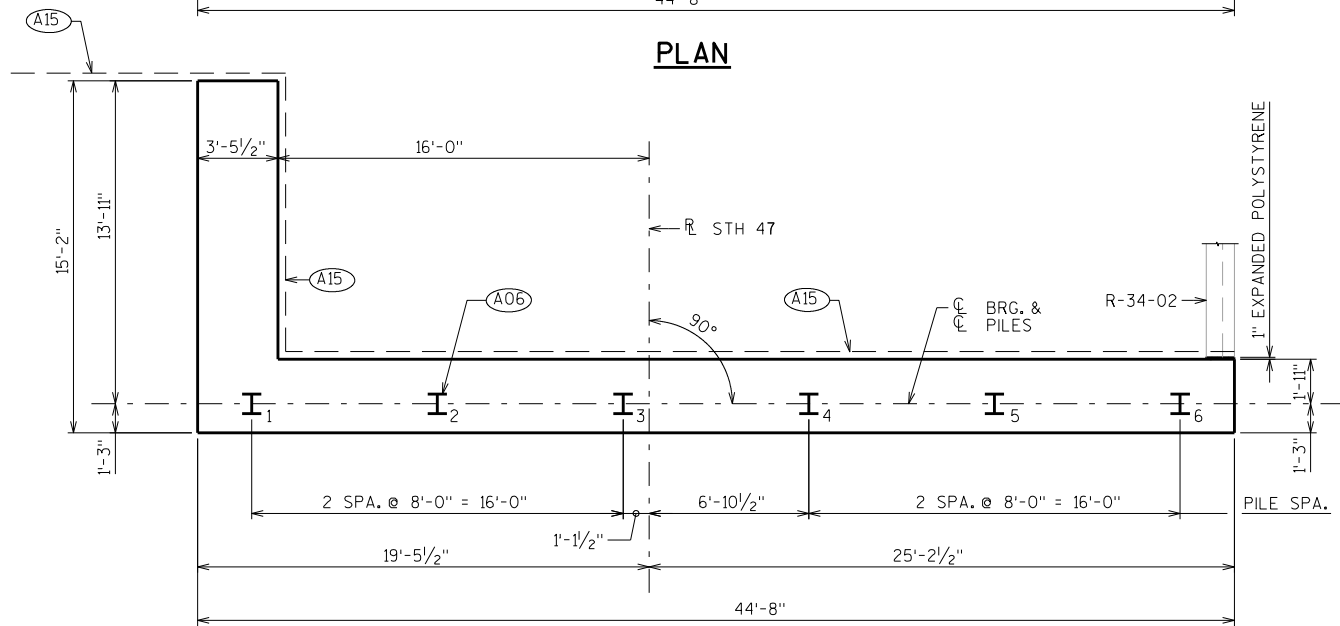 44'-8"
A15
PLAN
3'-5½"
16'-0"
15'-2"
13'-11"
℞ STH 47
A15
A06
A15
90°
℄ BRG. &
℄ PILES
R-34-02
1" EXPANDED POLYSTYRENE
1
2
3
4
5
6
1'-11"
1'-3"
1'-3"
2 SPA. @ 8'-0" = 16'-0"
6'-10½"
2 SPA. @ 8'-0" = 16'-0"
PILE SPA.
1'-1½"
19'-5½"
25'-2½"
44'-8"